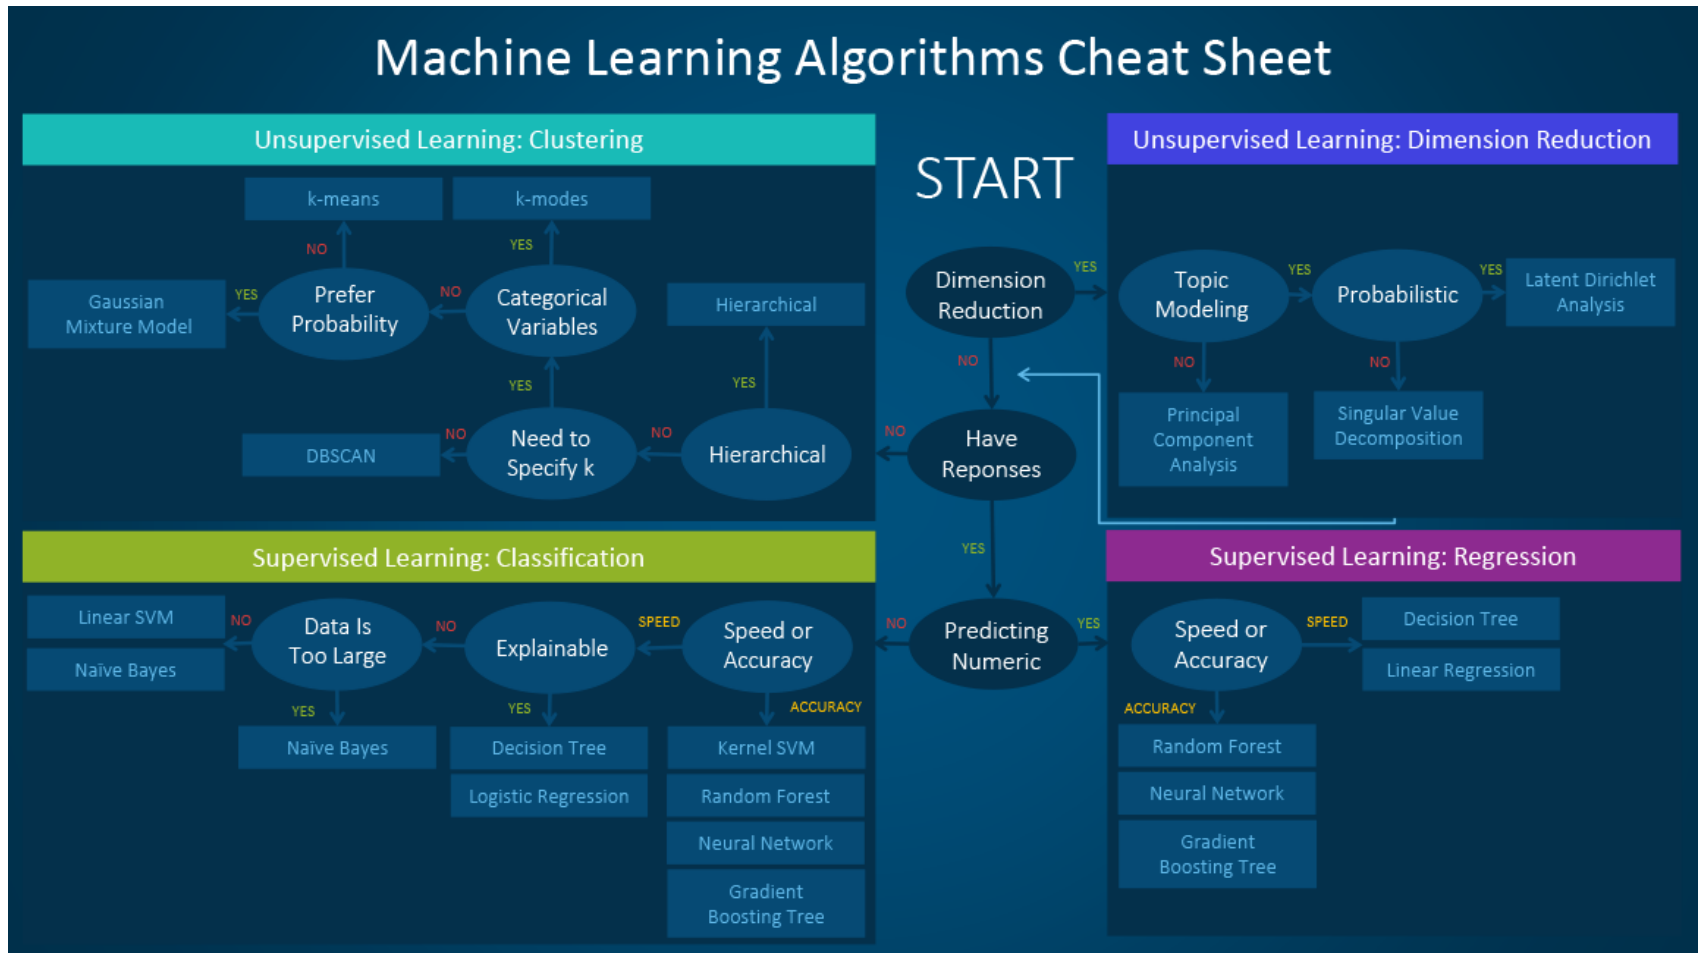 Machine Learning Algorithms Cheat Sheet
Unsupervised Learning: Clustering
k-means
k-modes
NO
YES
Gaussian
Mixture Model
YES
Prefer
Probability
NO
Categorical
Variables
Hierarchical
YES
YES
DBSCAN
NO
Need to
Specify k
NO
Hierarchical
START
Dimension
Reduction
YES
NO
NO
Have
Reponses
YES
NO
Predicting
Numeric
YES
Unsupervised Learning: Dimension Reduction
Topic
Modeling
YES
Probabilistic
YES
Latent Dirichlet
Analysis
NO
NO
Principal
Component
Analysis
Singular Value
Decomposition
Supervised Learning: Classification
Linear SVM
Naïve Bayes
NO
Data Is
Too Large
NO
Explainable
SPEED
Speed or
Accuracy
YES
YES
ACCURACY
Naïve Bayes
Decision Tree
Logistic Regression
Kernel SVM
Random Forest
Neural Network
Gradient
Boosting Tree
Supervised Learning: Regression
Speed or
Accuracy
SPEED
Decision Tree
Linear Regression
ACCURACY
Random Forest
Neural Network
Gradient
Boosting Tree